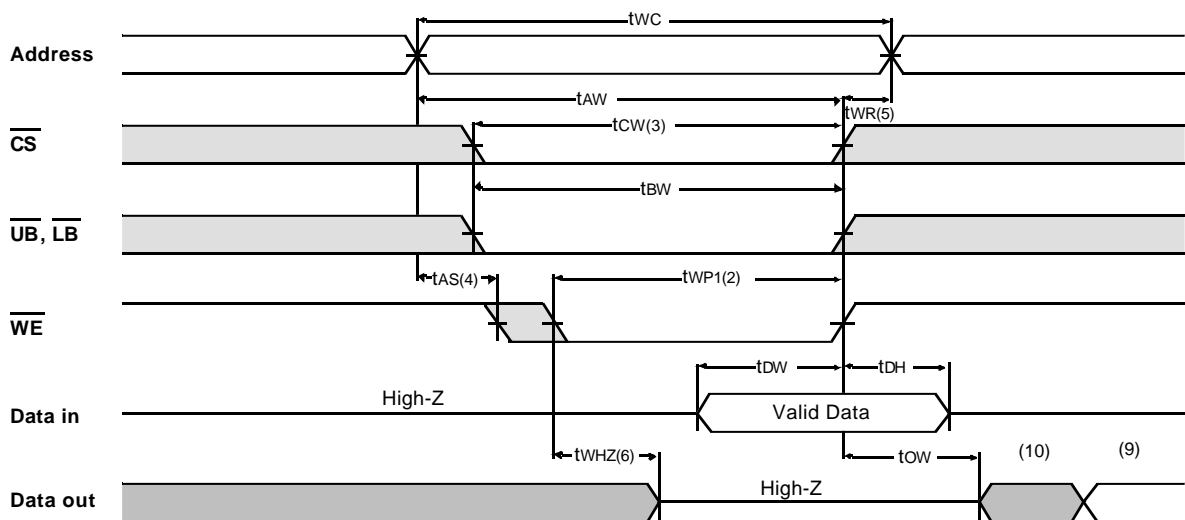 tWC
Address
tAW
tWR(5)
tCW(3)
CS
tBW
UB, LB
tAS(4)
tWP1(2)
WE
tDW
tDH
High-Z
Valid Data
Data in
tWHZ(6)
tOW
(10)
(9)
High-Z
Data out